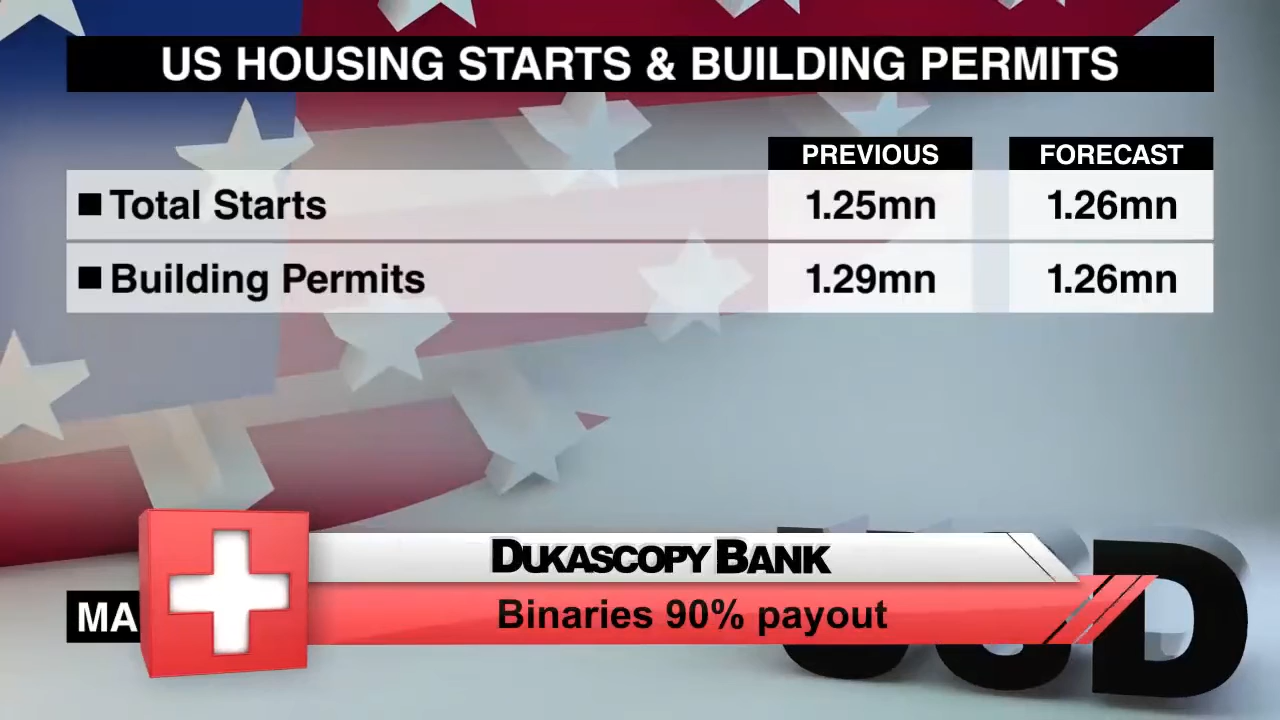 US HOUSING STARTS & BUILDING PERMITS
PREVIOUS FORECAST
Total Starts 1.25mn 1.26mn
Building Permits 1.29mn 1.26mn
DUKASCOPY BANK
Binaries 90% payout
MA
D